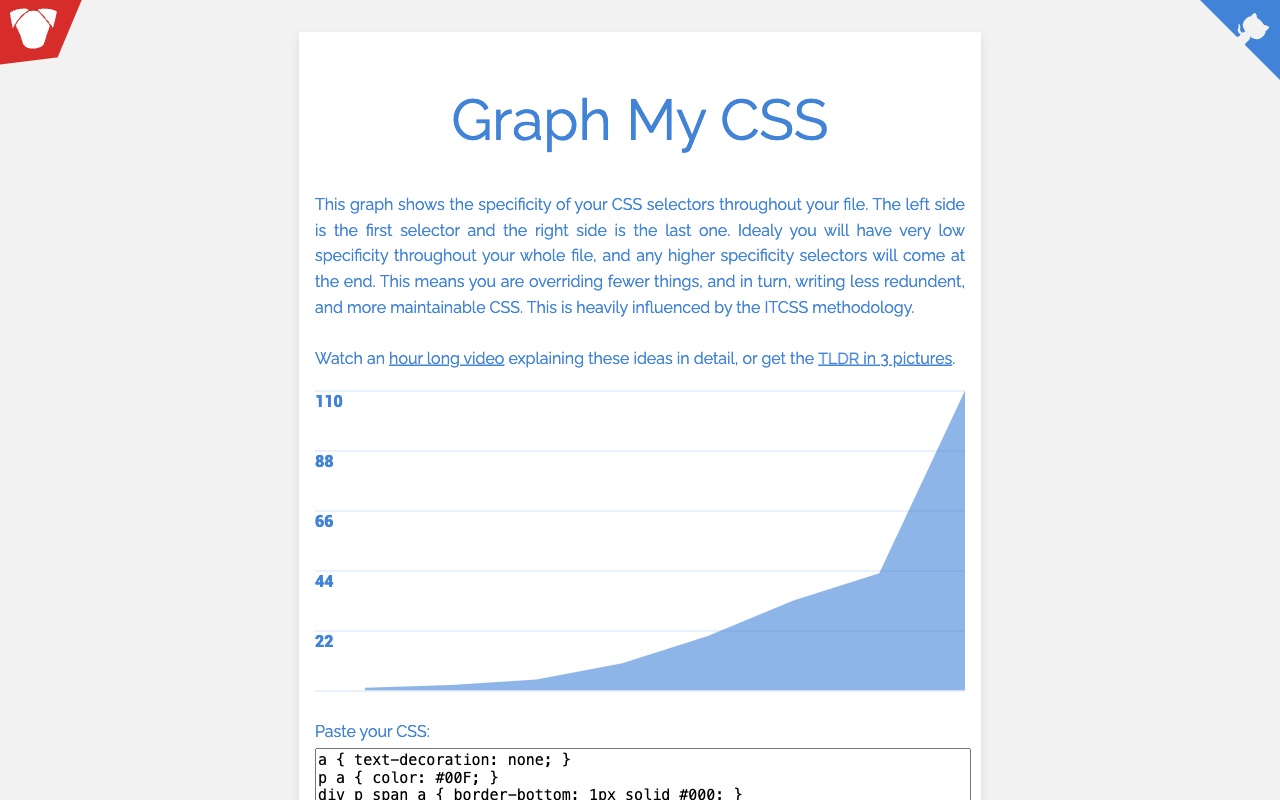 Graph My CSS
This graph shows the specificity of your CSS selectors throughout your file. The left side
is the first selector and the right side is the last one. Idealy you will have very low
specificity throughout your whole file, and any higher specificity selectors will come at
the end. This means you are overriding fewer things, and in turn, writing less redundent,
and more maintainable CSS. This is heavily influenced by the ITCSS methodology.
Watch an hour long video explaining these ideas in detail, or get the TLDR in 3 pictures.
110
88
66
44
22
Paste your CSS:
a { text-decoration: none; }
p a { color: #00F; }
div p span a { border-bottom: 1px solid #000; }